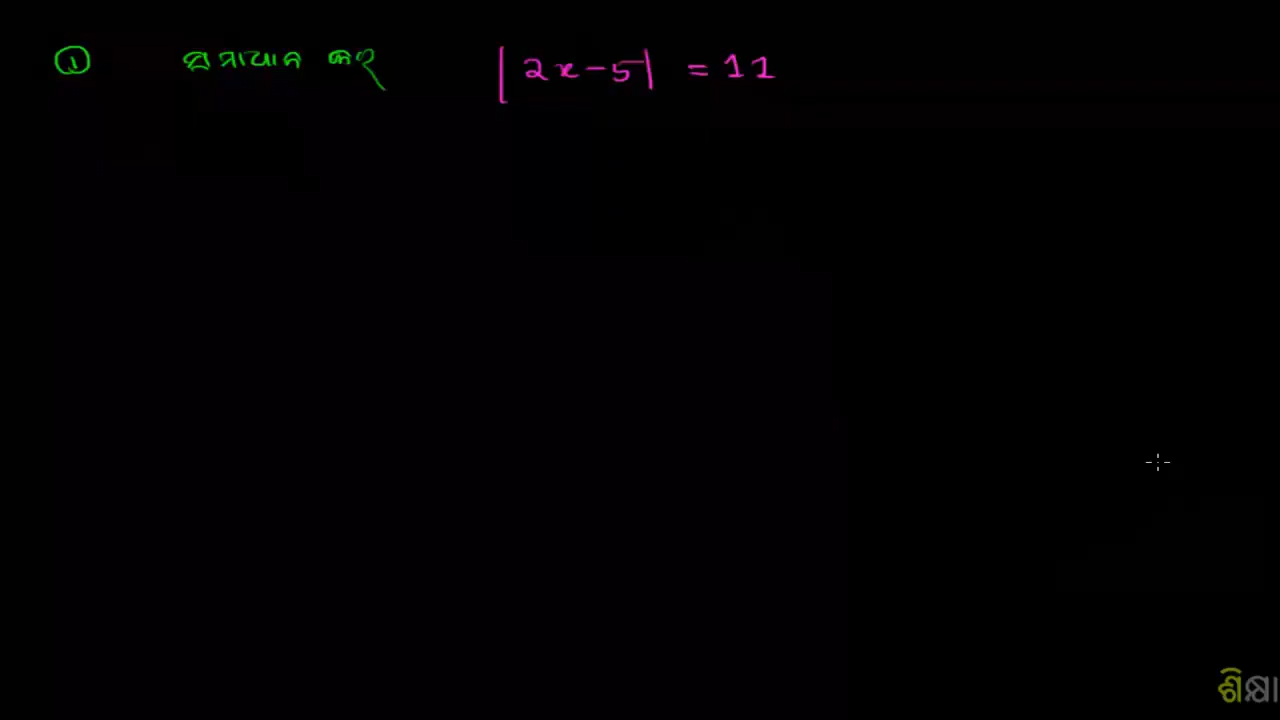 ① ସମାଧାନ କର |2x-5| = 11
ଶିକ୍ଷା